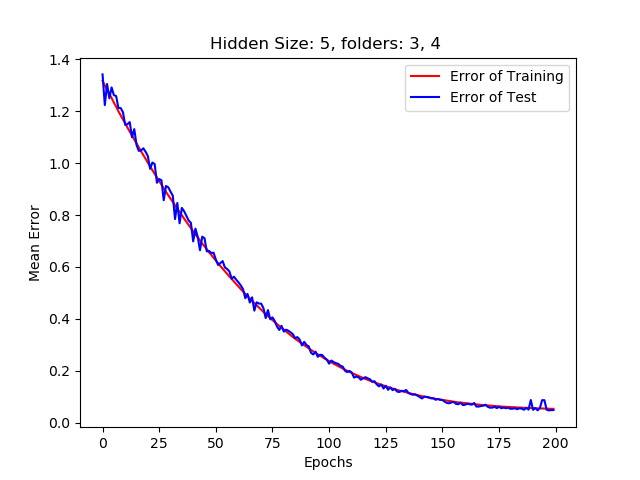 Hidden Size: 5, folders: 3, 4
Error of Training
Error of Test
Mean Error
1.4
1.2
1.0
0.8
0.6
0.4
0.2
0.0
0 25 50 75 100 125 150 175 200
Epochs